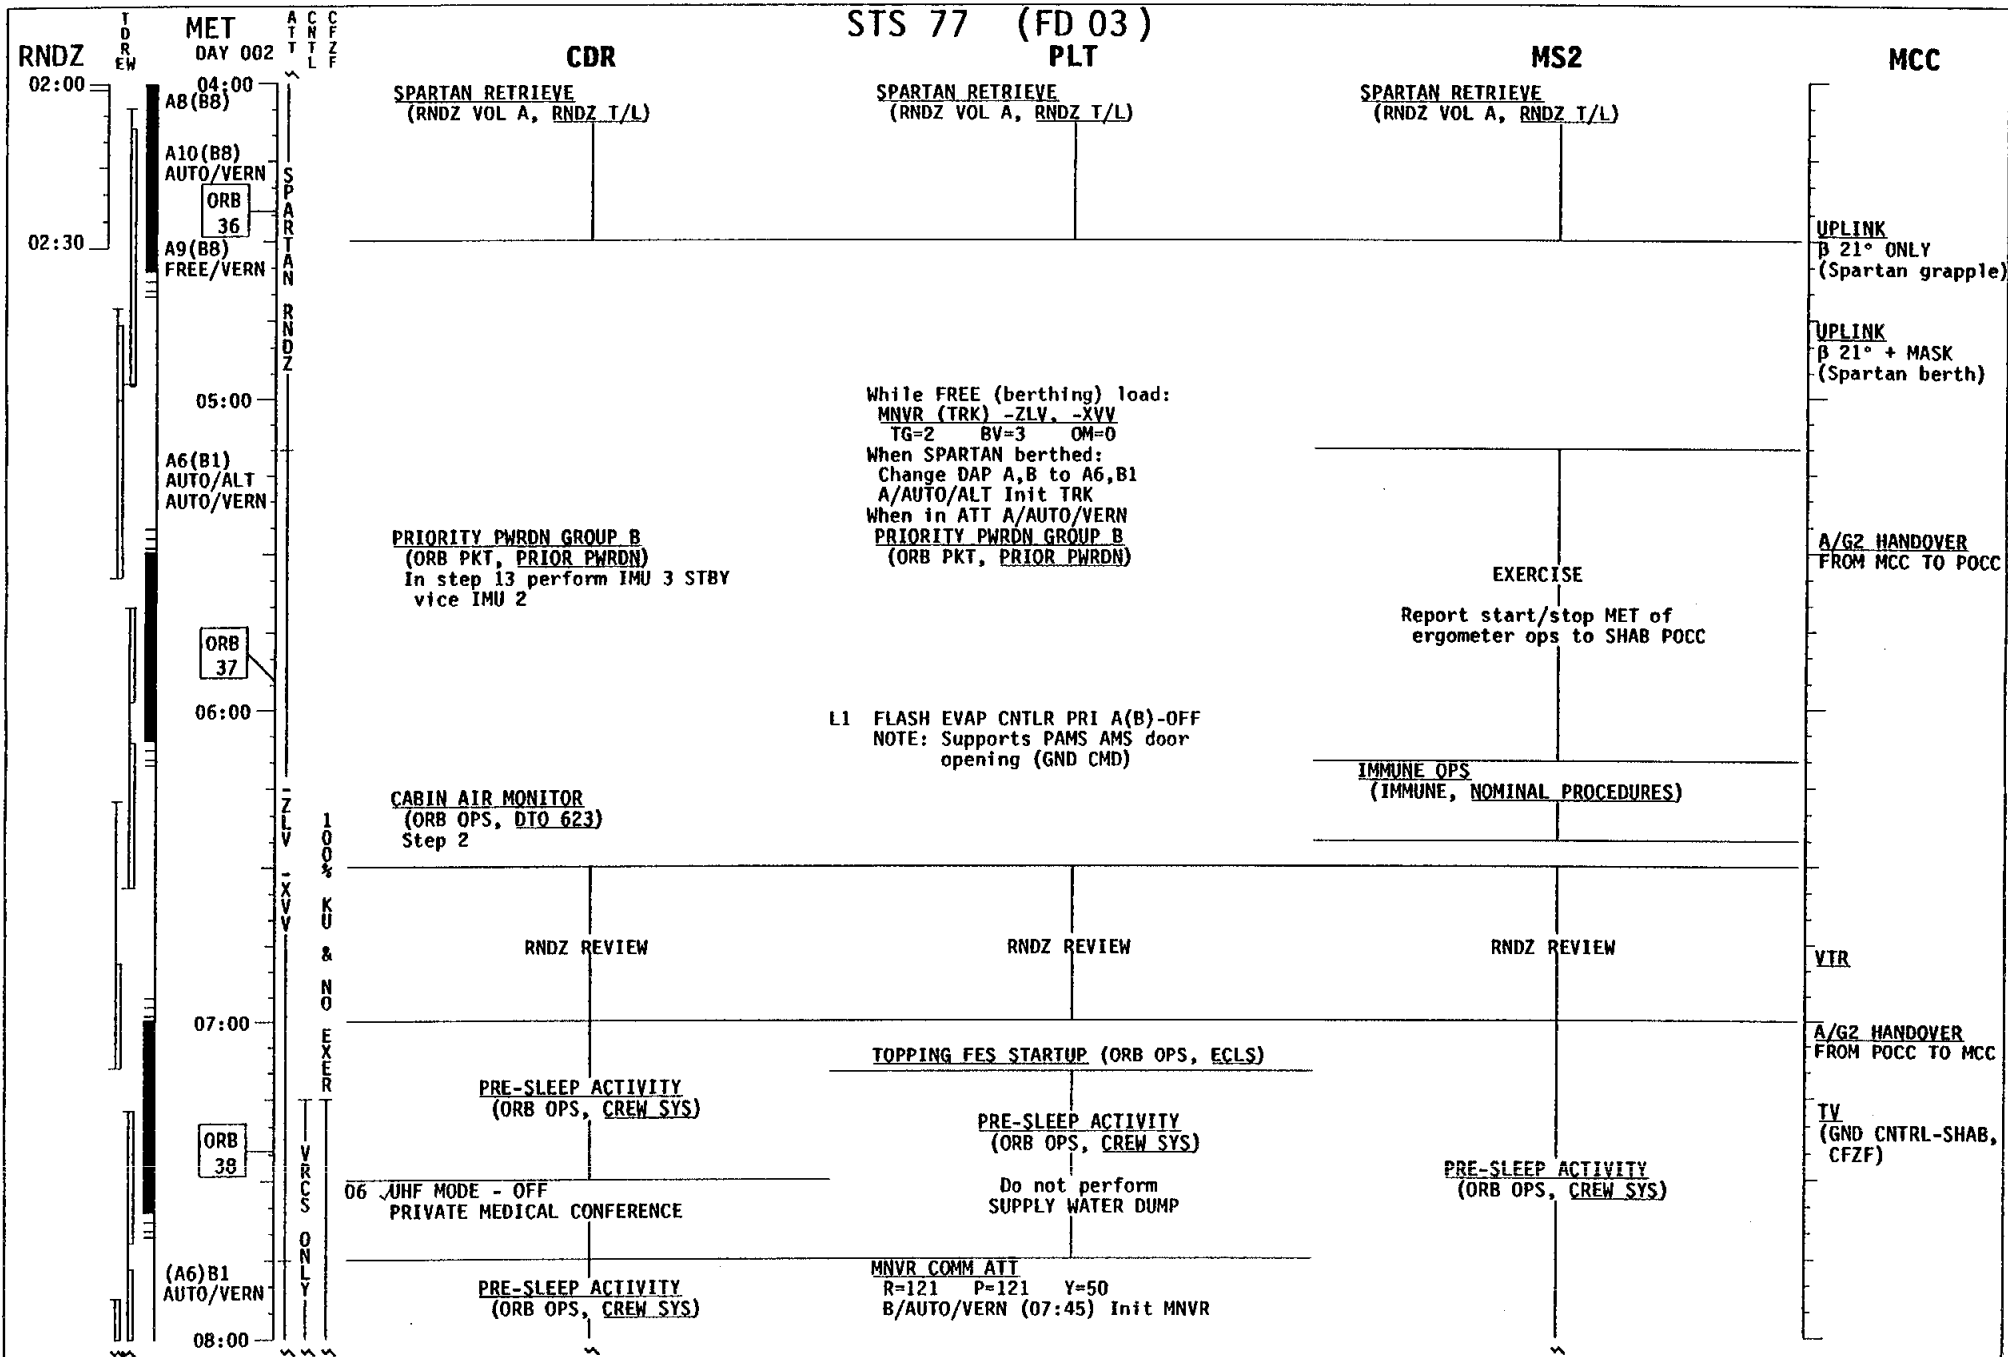 STS 77 (FD 03)
RNDZ
TDRE
EW
MET
DAY 002
ATT
CNTL
CFZF
CDR
PLT
MS2
MCC
02:00
02:30
04:00
A8(B8)
A10(B8)
AUTO/VERN
ORB
36
A9(B8)
FREE/VERN
05:00
A6(B1)
AUTO/ALT
AUTO/VERN
ORB
37
06:00
07:00
ORB
38
(A6)B1
AUTO/VERN
08:00
SPARTAN RNDZ
-ZLV -XVV
VRCS ONLY
100% KU & NO EXER
SPARTAN RETRIEVE
(RNDZ VOL A, RNDZ T/L)
PRIORITY PWRDN GROUP B
(ORB PKT, PRIOR PWRDN)
In step 13 perform IMU 3 STBY
vice IMU 2
CABIN AIR MONITOR
(ORB OPS, DTO 623)
Step 2
RNDZ REVIEW
PRE-SLEEP ACTIVITY
(ORB OPS, CREW SYS)
06 √UHF MODE - OFF
PRIVATE MEDICAL CONFERENCE
PRE-SLEEP ACTIVITY
(ORB OPS, CREW SYS)
SPARTAN RETRIEVE
(RNDZ VOL A, RNDZ T/L)
While FREE (berthing) load:
MNVR (TRK) -ZLV, -XVV
TG=2 BV=3 OM=0
When SPARTAN berthed:
Change DAP A,B to A6,B1
A/AUTO/ALT Init TRK
When in ATT A/AUTO/VERN
PRIORITY PWRDN GROUP B
(ORB PKT, PRIOR PWRDN)
L1 FLASH EVAP CNTLR PRI A(B)-OFF
NOTE: Supports PAMS AMS door
opening (GND CMD)
RNDZ REVIEW
TOPPING FES STARTUP (ORB OPS, ECLS)
PRE-SLEEP ACTIVITY
(ORB OPS, CREW SYS)
Do not perform
SUPPLY WATER DUMP
MNVR COMM ATT
R=121 P=121 Y=50
B/AUTO/VERN (07:45) Init MNVR
SPARTAN RETRIEVE
(RNDZ VOL A, RNDZ T/L)
EXERCISE
Report start/stop MET of
ergometer ops to SHAB POCC
IMMUNE OPS
(IMMUNE, NOMINAL PROCEDURES)
RNDZ REVIEW
PRE-SLEEP ACTIVITY
(ORB OPS, CREW SYS)
UPLINK
β 21° ONLY
(Spartan grapple)
UPLINK
β 21° + MASK
(Spartan berth)
A/G2 HANDOVER
FROM MCC TO POCC
VTR
A/G2 HANDOVER
FROM POCC TO MCC
TV
(GND CNTRL-SHAB,
CFZF)